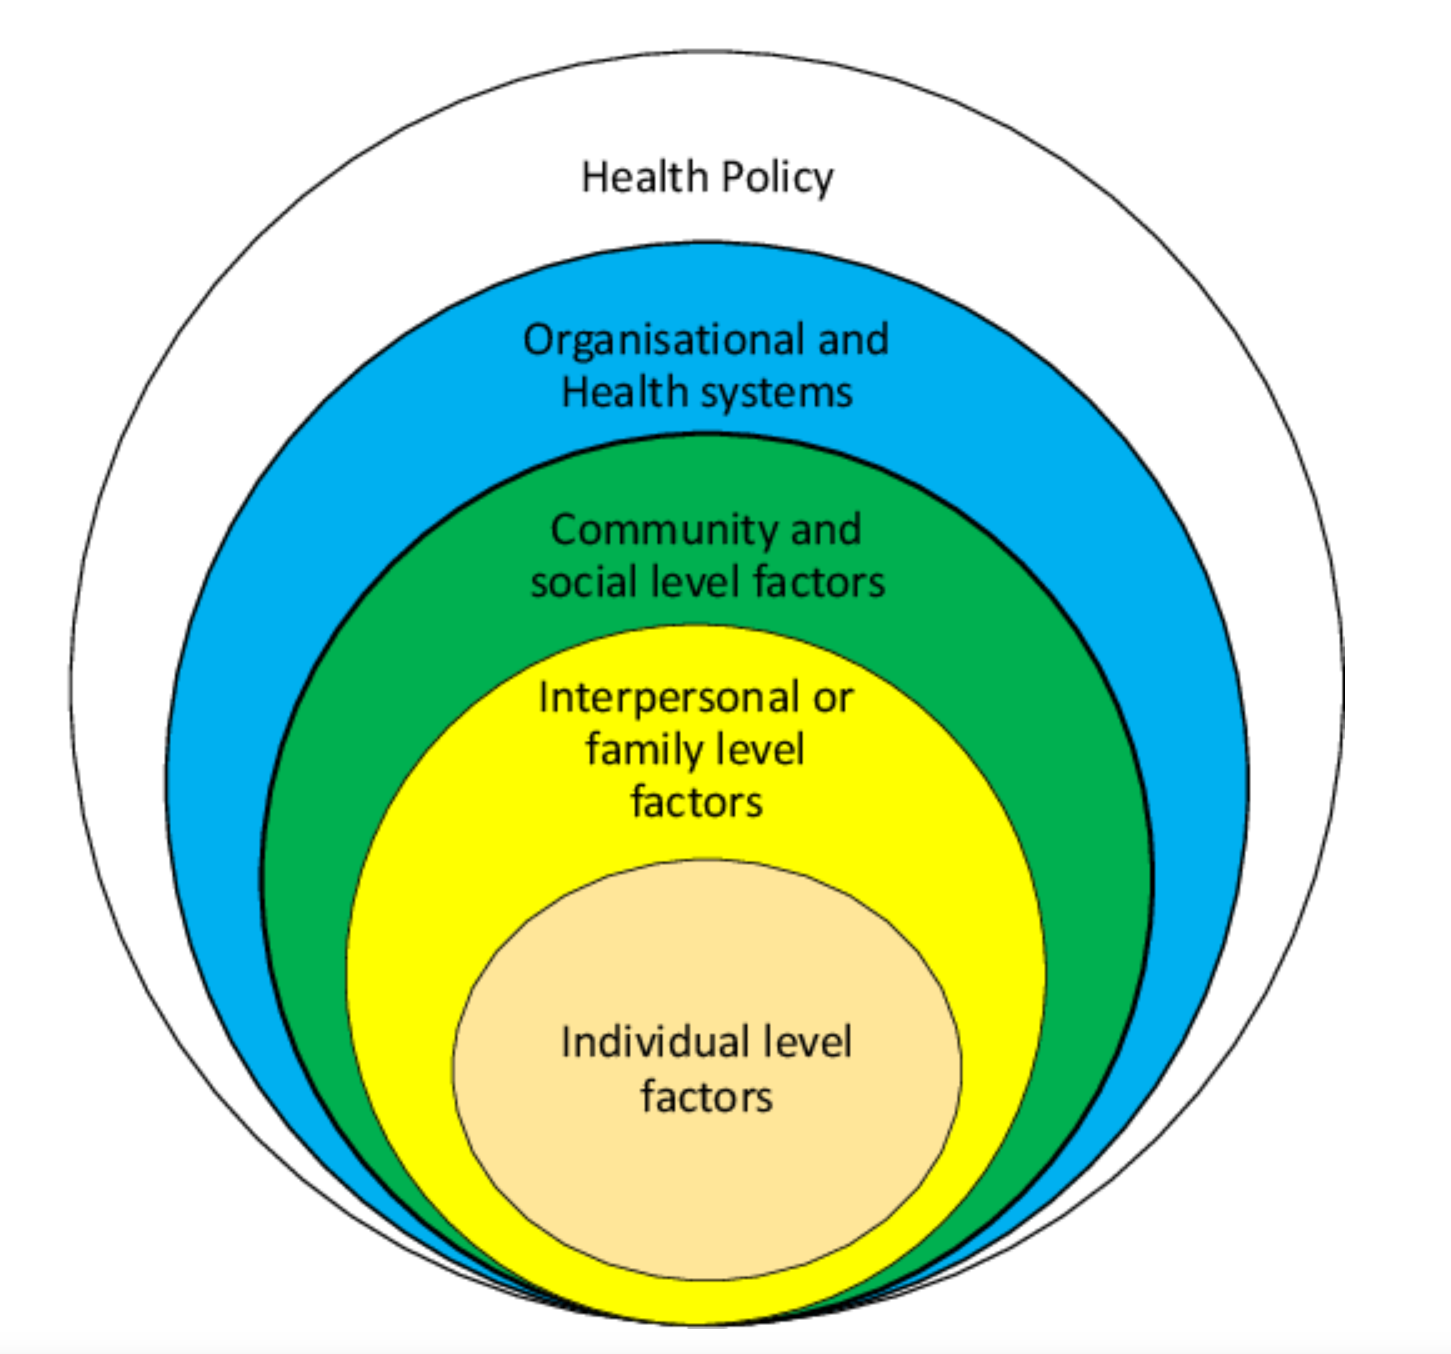 Health Policy
Organisational and
Health systems
Community and
social level factors
Interpersonal or
family level
factors
Individual level
factors